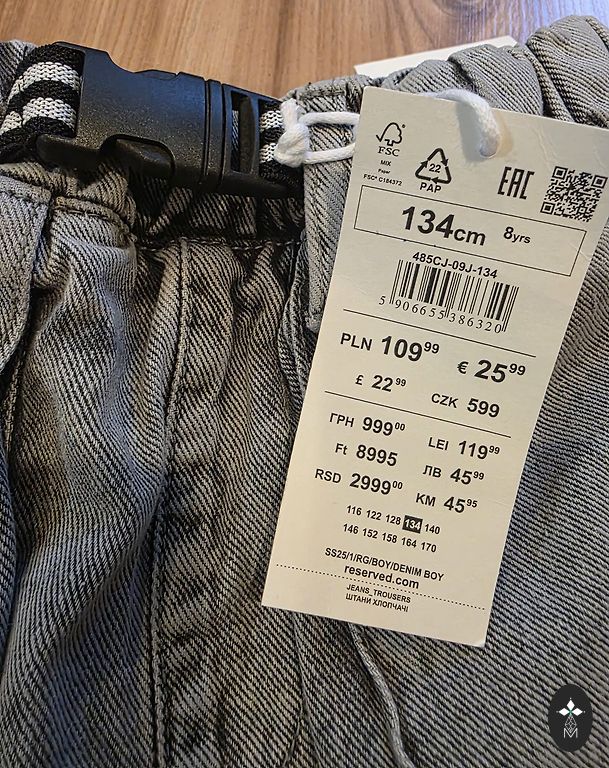 FSC
MIX
Paper
FSC® C184372
22
PAP
EAC
134cm 8yrs
485CJ-09J-134
5 906655 386320
PLN 109⁹⁹ € 25⁹⁹
£ 22⁹⁹ CZK 599
ГРН 999⁰⁰ LEI 119⁹⁹
Ft 8995 ЛВ 45⁹⁹
RSD 2999⁰⁰ KM 45⁹⁵
116 122 128 134 140
146 152 158 164 170
SS25/1/RG/BOY/DENIM BOY
reserved.com
JEANS_TROUSERS
ШТАНИ ХЛОПЧАЧІ
M